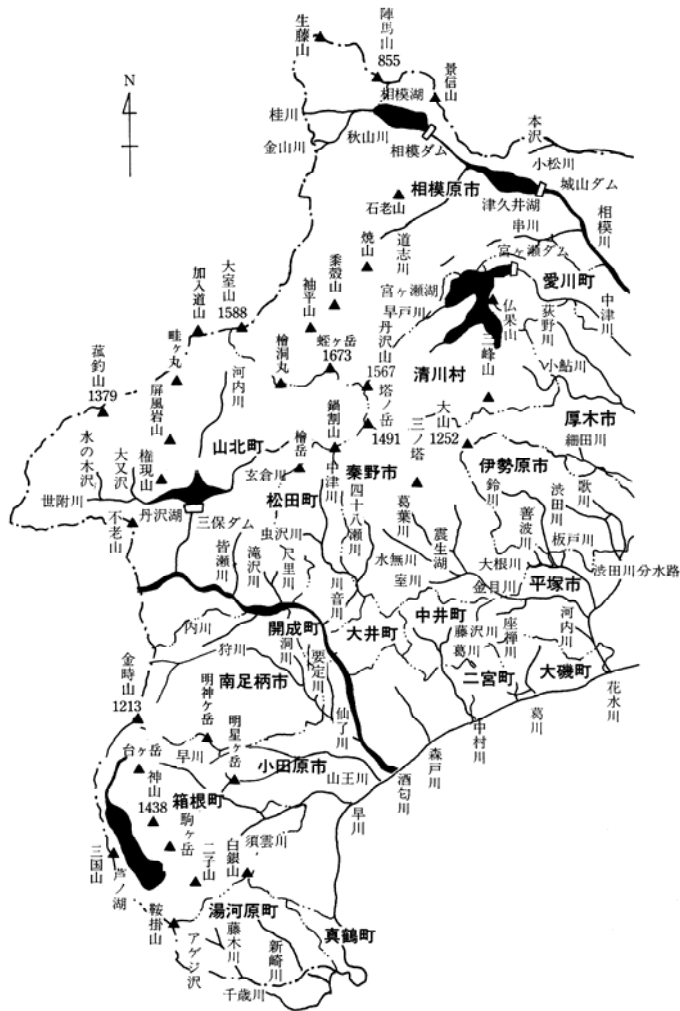 生藤山
陣馬山
855
景信山
N
相模湖
桂川
秋山川
金山川
相模ダム
本沢
小松川
城山ダム
相模原市
石老山
津久井湖
串川
相模川
道志川
焼山
宮ヶ瀬ダム
愛川町
黍殻山
袖平山
宮ヶ瀬湖
早戸川
仏果山
中津川
荻野川
加入道山
大室山
1588
畦ヶ丸
檜洞丸
蛭ヶ岳
1673
丹沢山
1567
三峰山
清川村
小鮎川
菰釣山
1379
河内川
屏風岩山
塔ノ岳
1491
鍋割山
大山
1252
厚木市
細田川
水の木沢
大又沢
権現山
山北町
檜岳
玄倉川
中津川
秦野市
三ノ塔
伊勢原市
世附川
丹沢湖
三保ダム
不老山
松田町
四十八瀬川
葛葉川
鈴川
善波川
渋田川
歌川
板戸川
皆瀬川
滝沢川
虫沢川
尺里川
水無川
室川
震生湖
大根川
金目川
渋田川分水路
平塚市
川音川
内川
開成町
洞川
大井町
中井町
藤沢川
葛川
座禅川
河内川
狩川
要定川
南足柄市
二宮町
大磯町
花水川
金時山
1213
明神ヶ岳
明星ヶ岳
仙了川
葛川
中村川
森戸川
台ヶ岳
早川
小田原市
山王川
酒匂川
神山
1438
箱根町
早川
駒ヶ岳
須雲川
白銀山
二子山
三国山
芦ノ湖
鞍掛山
湯河原町
真鶴町
アゲジ沢
藤木川
新崎川
千歳川